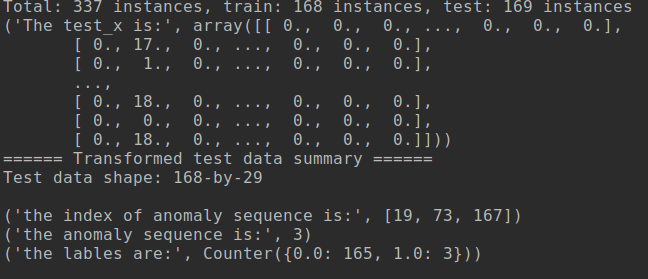 Total: 337 instances, train: 168 instances, test: 169 instances
('The test_x is:', array([[ 0.,  0.,  0., ...,  0.,  0.,  0.],
       [ 0., 17.,  0., ...,  0.,  0.,  0.],
       [ 0.,  1.,  0., ...,  0.,  0.,  0.],
       ...,
       [ 0., 18.,  0., ...,  0.,  0.,  0.],
       [ 0.,  0.,  0., ...,  0.,  0.,  0.],
       [ 0., 18.,  0., ...,  0.,  0.,  0.]]))
====== Transformed test data summary ======
Test data shape: 168-by-29
('the index of anomaly sequence is:', [19, 73, 167])
('the anomaly sequence is:', 3)
('the lables are:', Counter({0.0: 165, 1.0: 3}))